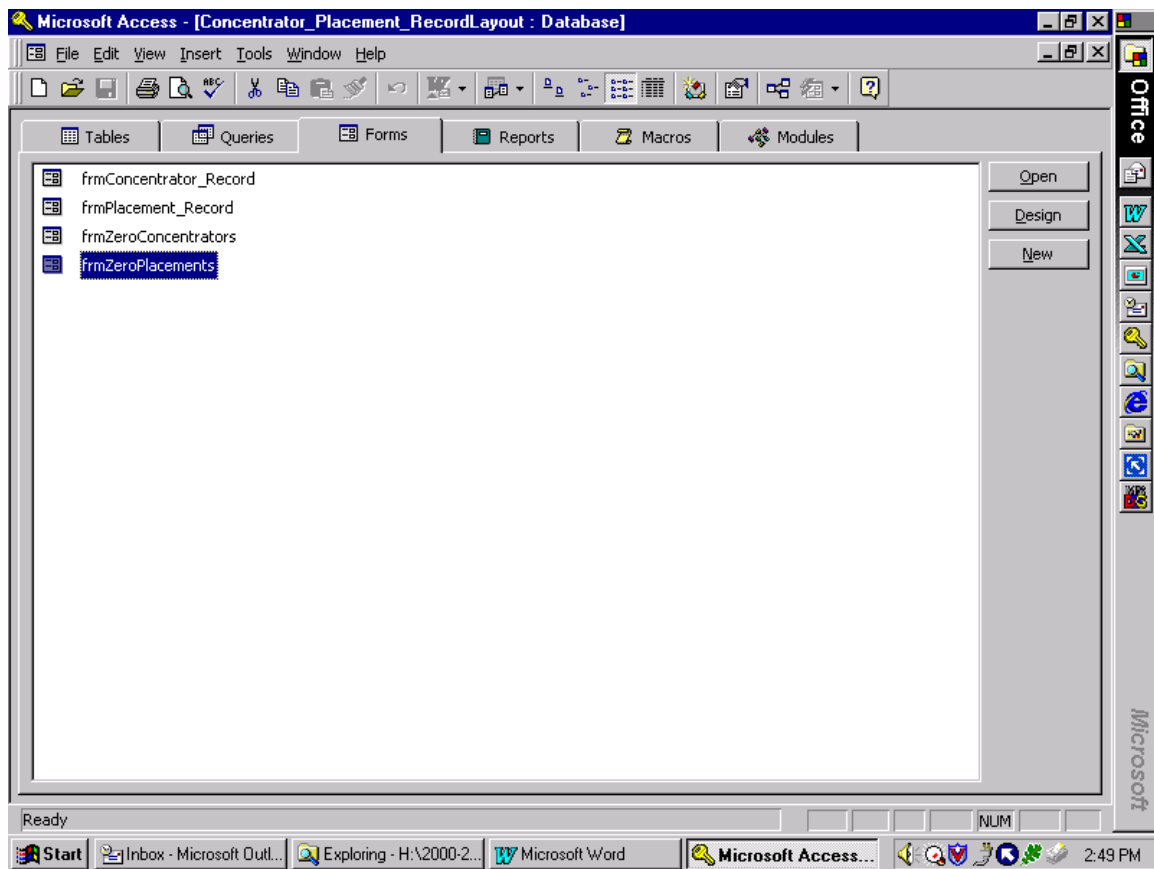 Microsoft Access - [Concentrator_Placement_RecordLayout : Database]
File Edit View Insert Tools Window Help
Office
Tables Queries Forms Reports Macros Modules
frmConcentrator_Record
frmPlacement_Record
frmZeroConcentrators
frmZeroPlacements
Open
Design
New
Microsoft
Ready
NUM
Start Inbox - Microsoft Outl... Exploring - H:\2000-2... Microsoft Word Microsoft Access... 2:49 PM